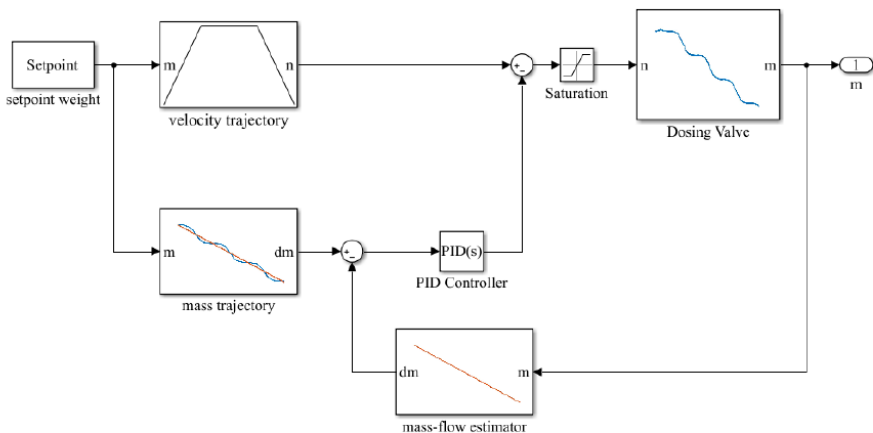 Setpoint
setpoint weight
m
n
velocity trajectory
+
-
Saturation
n
m
Dosing Valve
1
m
m
dm
mass trajectory
+
-
PID(s)
PID Controller
dm
m
mass-flow estimator